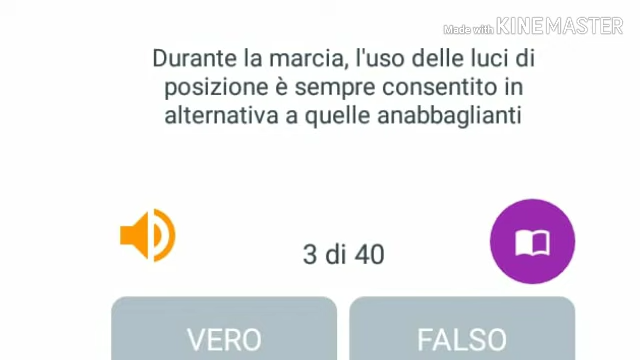 Made with KINEMASTER
Durante la marcia, l'uso delle luci di
posizione è sempre consentito in
alternativa a quelle anabbaglianti
3 di 40
VERO FALSO